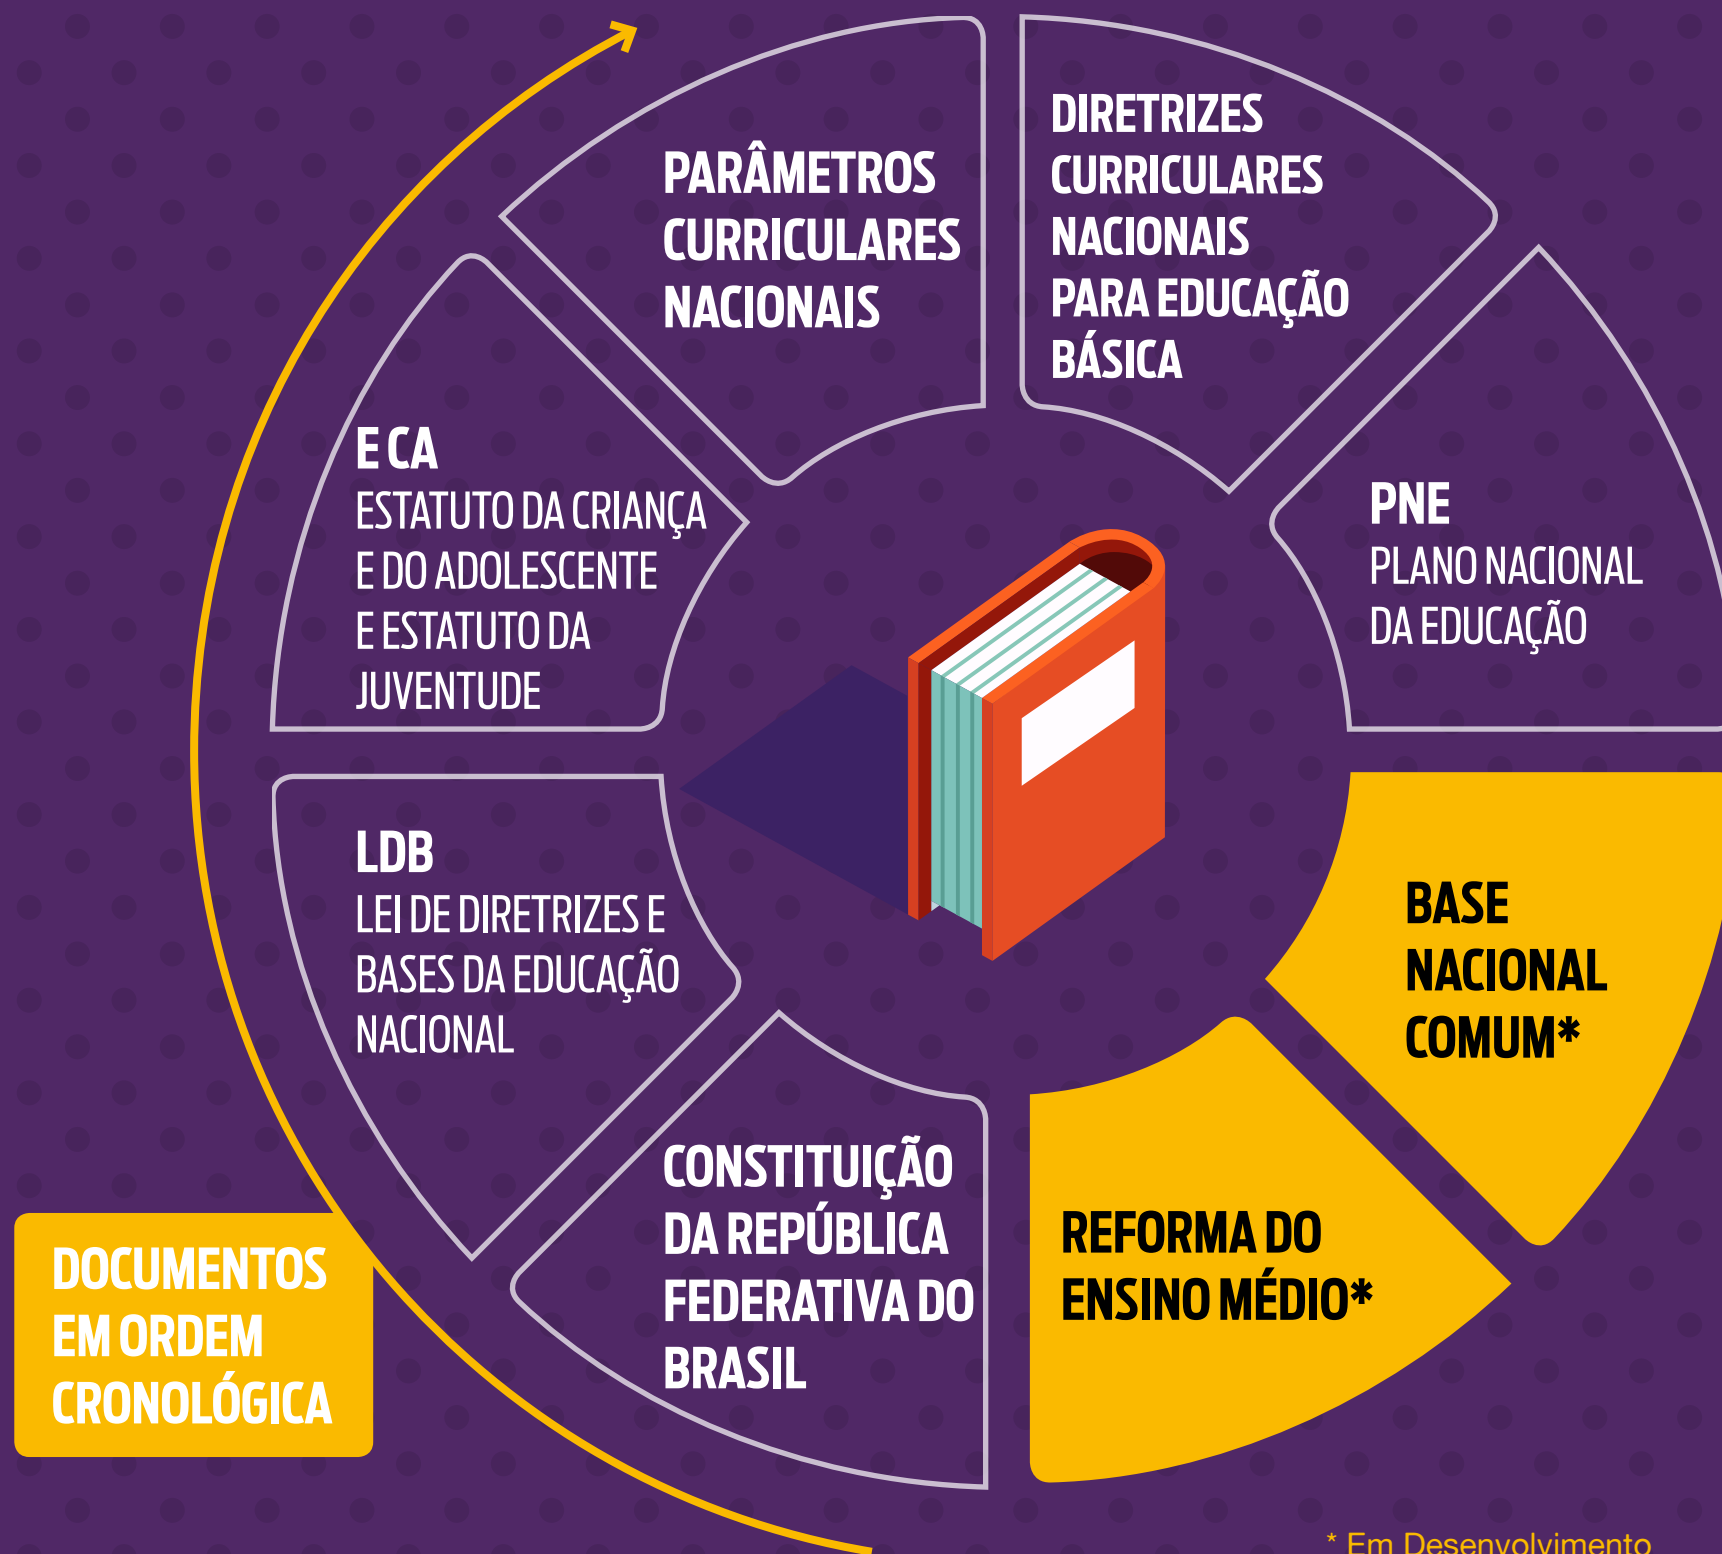 PARÂMETROS
CURRICULARES
NACIONAIS
DIRETRIZES
CURRICULARES
NACIONAIS
PARA EDUCAÇÃO
BÁSICA
E CA
ESTATUTO DA CRIANÇA
E DO ADOLESCENTE
E ESTATUTO DA
JUVENTUDE
PNE
PLANO NACIONAL
DA EDUCAÇÃO
LDB
LEI DE DIRETRIZES E
BASES DA EDUCAÇÃO
NACIONAL
BASE
NACIONAL
COMUM*
CONSTITUIÇÃO
DA REPÚBLICA
FEDERATIVA DO
BRASIL
REFORMA DO
ENSINO MÉDIO*
DOCUMENTOS
EM ORDEM
CRONOLÓGICA
* Em Desenvolvimento